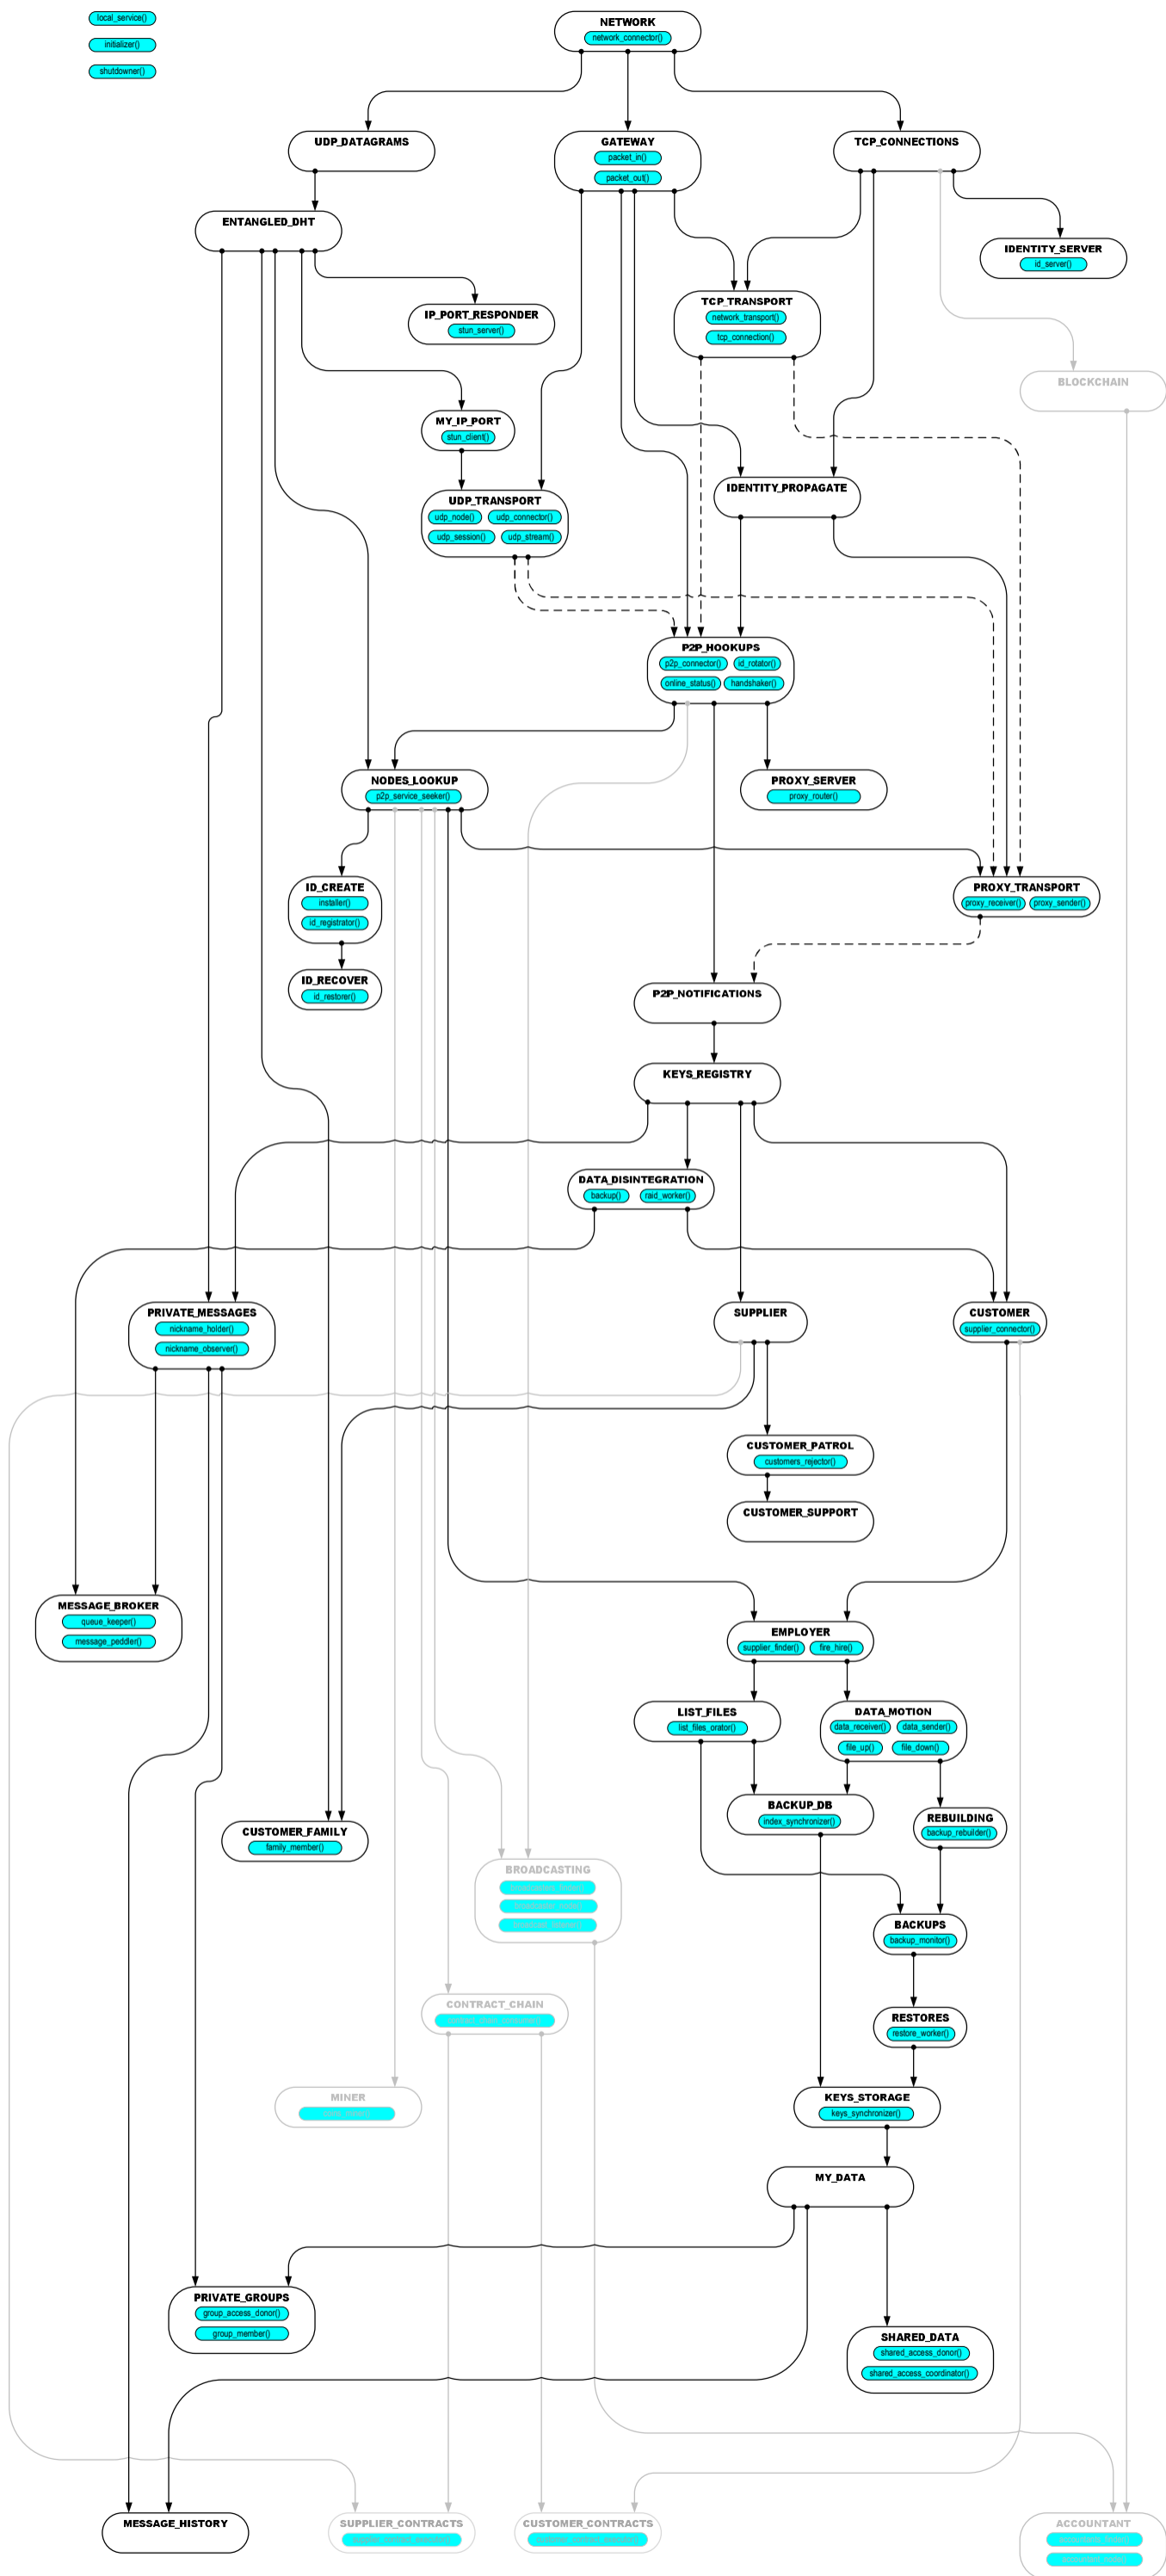 local_service()
initializer()
shutdowner()
NETWORK
network_connector()
UDP_DATAGRAMS
GATEWAY
packet_in()
packet_out()
TCP_CONNECTIONS
ENTANGLED_DHT
IDENTITY_SERVER
id_server()
IP_PORT_RESPONDER
stun_server()
TCP_TRANSPORT
network_transport()
tcp_connection()
BLOCKCHAIN
MY_IP_PORT
stun_client()
UDP_TRANSPORT
udp_node() udp_connector()
udp_session() udp_stream()
IDENTITY_PROPAGATE
P2P_HOOKUPS
p2p_connector() id_rotator()
online_status() handshaker()
NODES_LOOKUP
p2p_service_seeker()
PROXY_SERVER
proxy_router()
ID_CREATE
installer()
id_registrator()
PROXY_TRANSPORT
proxy_receiver() proxy_sender()
ID_RECOVER
id_restorer()
P2P_NOTIFICATIONS
KEYS_REGISTRY
DATA_DISINTEGRATION
backup() raid_worker()
PRIVATE_MESSAGES
nickname_holder()
nickname_observer()
SUPPLIER
CUSTOMER
supplier_connector()
CUSTOMER_PATROL
customers_rejector()
CUSTOMER_SUPPORT
MESSAGE_BROKER
queue_keeper()
message_peddler()
EMPLOYER
supplier_finder() fire_hire()
LIST_FILES
list_files_orator()
DATA_MOTION
data_receiver() data_sender()
file_up() file_down()
BACKUP_DB
index_synchronizer()
REBUILDING
backup_rebuilder()
CUSTOMER_FAMILY
family_member()
BROADCASTING
BACKUPS
backup_monitor()
CONTRACT_CHAIN
RESTORES
restore_worker()
MINER
KEYS_STORAGE
keys_synchronizer()
MY_DATA
PRIVATE_GROUPS
group_access_donor()
group_member()
SHARED_DATA
shared_access_donor()
shared_access_coordinator()
MESSAGE_HISTORY
SUPPLIER_CONTRACTS
CUSTOMER_CONTRACTS
ACCOUNTANT